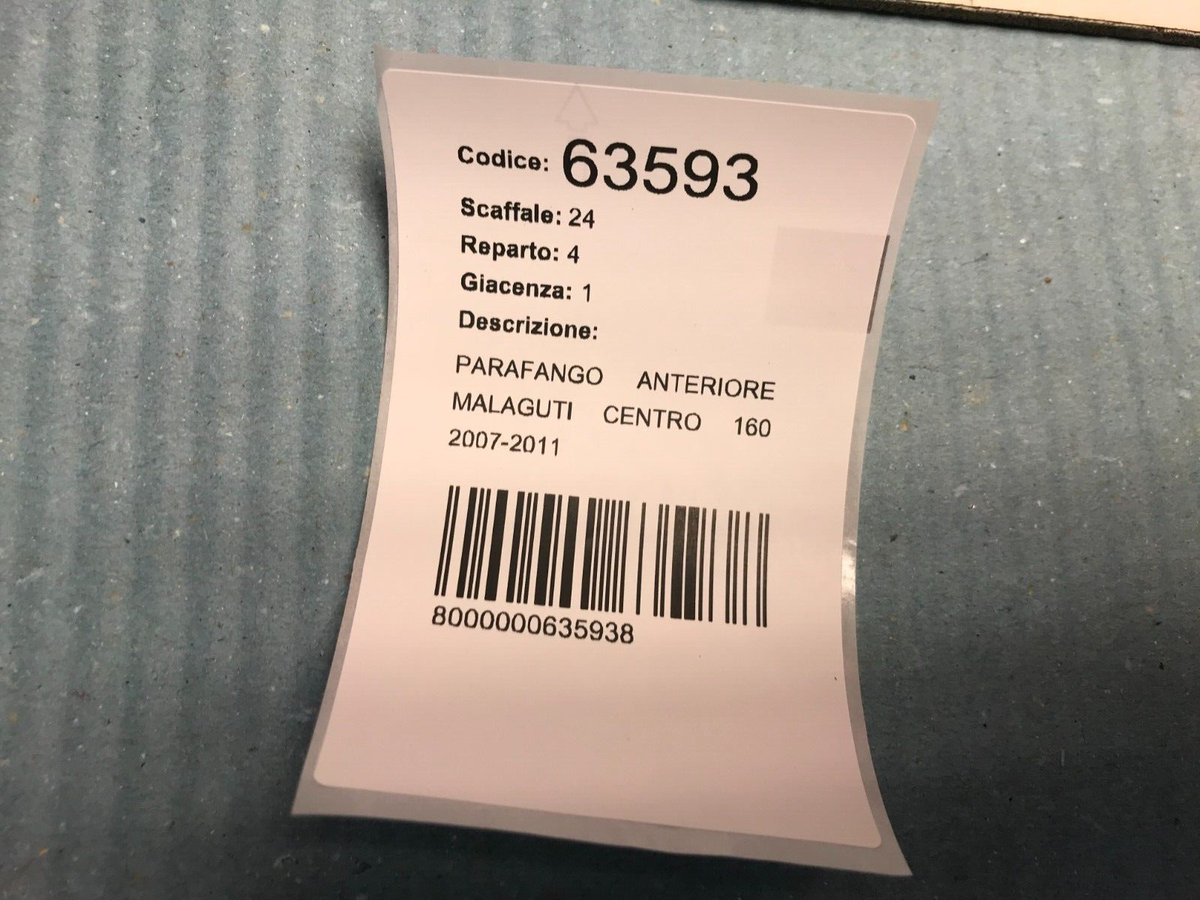 Codice: 63593
Scaffale: 24
Reparto: 4
Giacenza: 1
Descrizione:
PARAFANGO ANTERIORE
MALAGUTI CENTRO 160
2007-2011
8000000635938